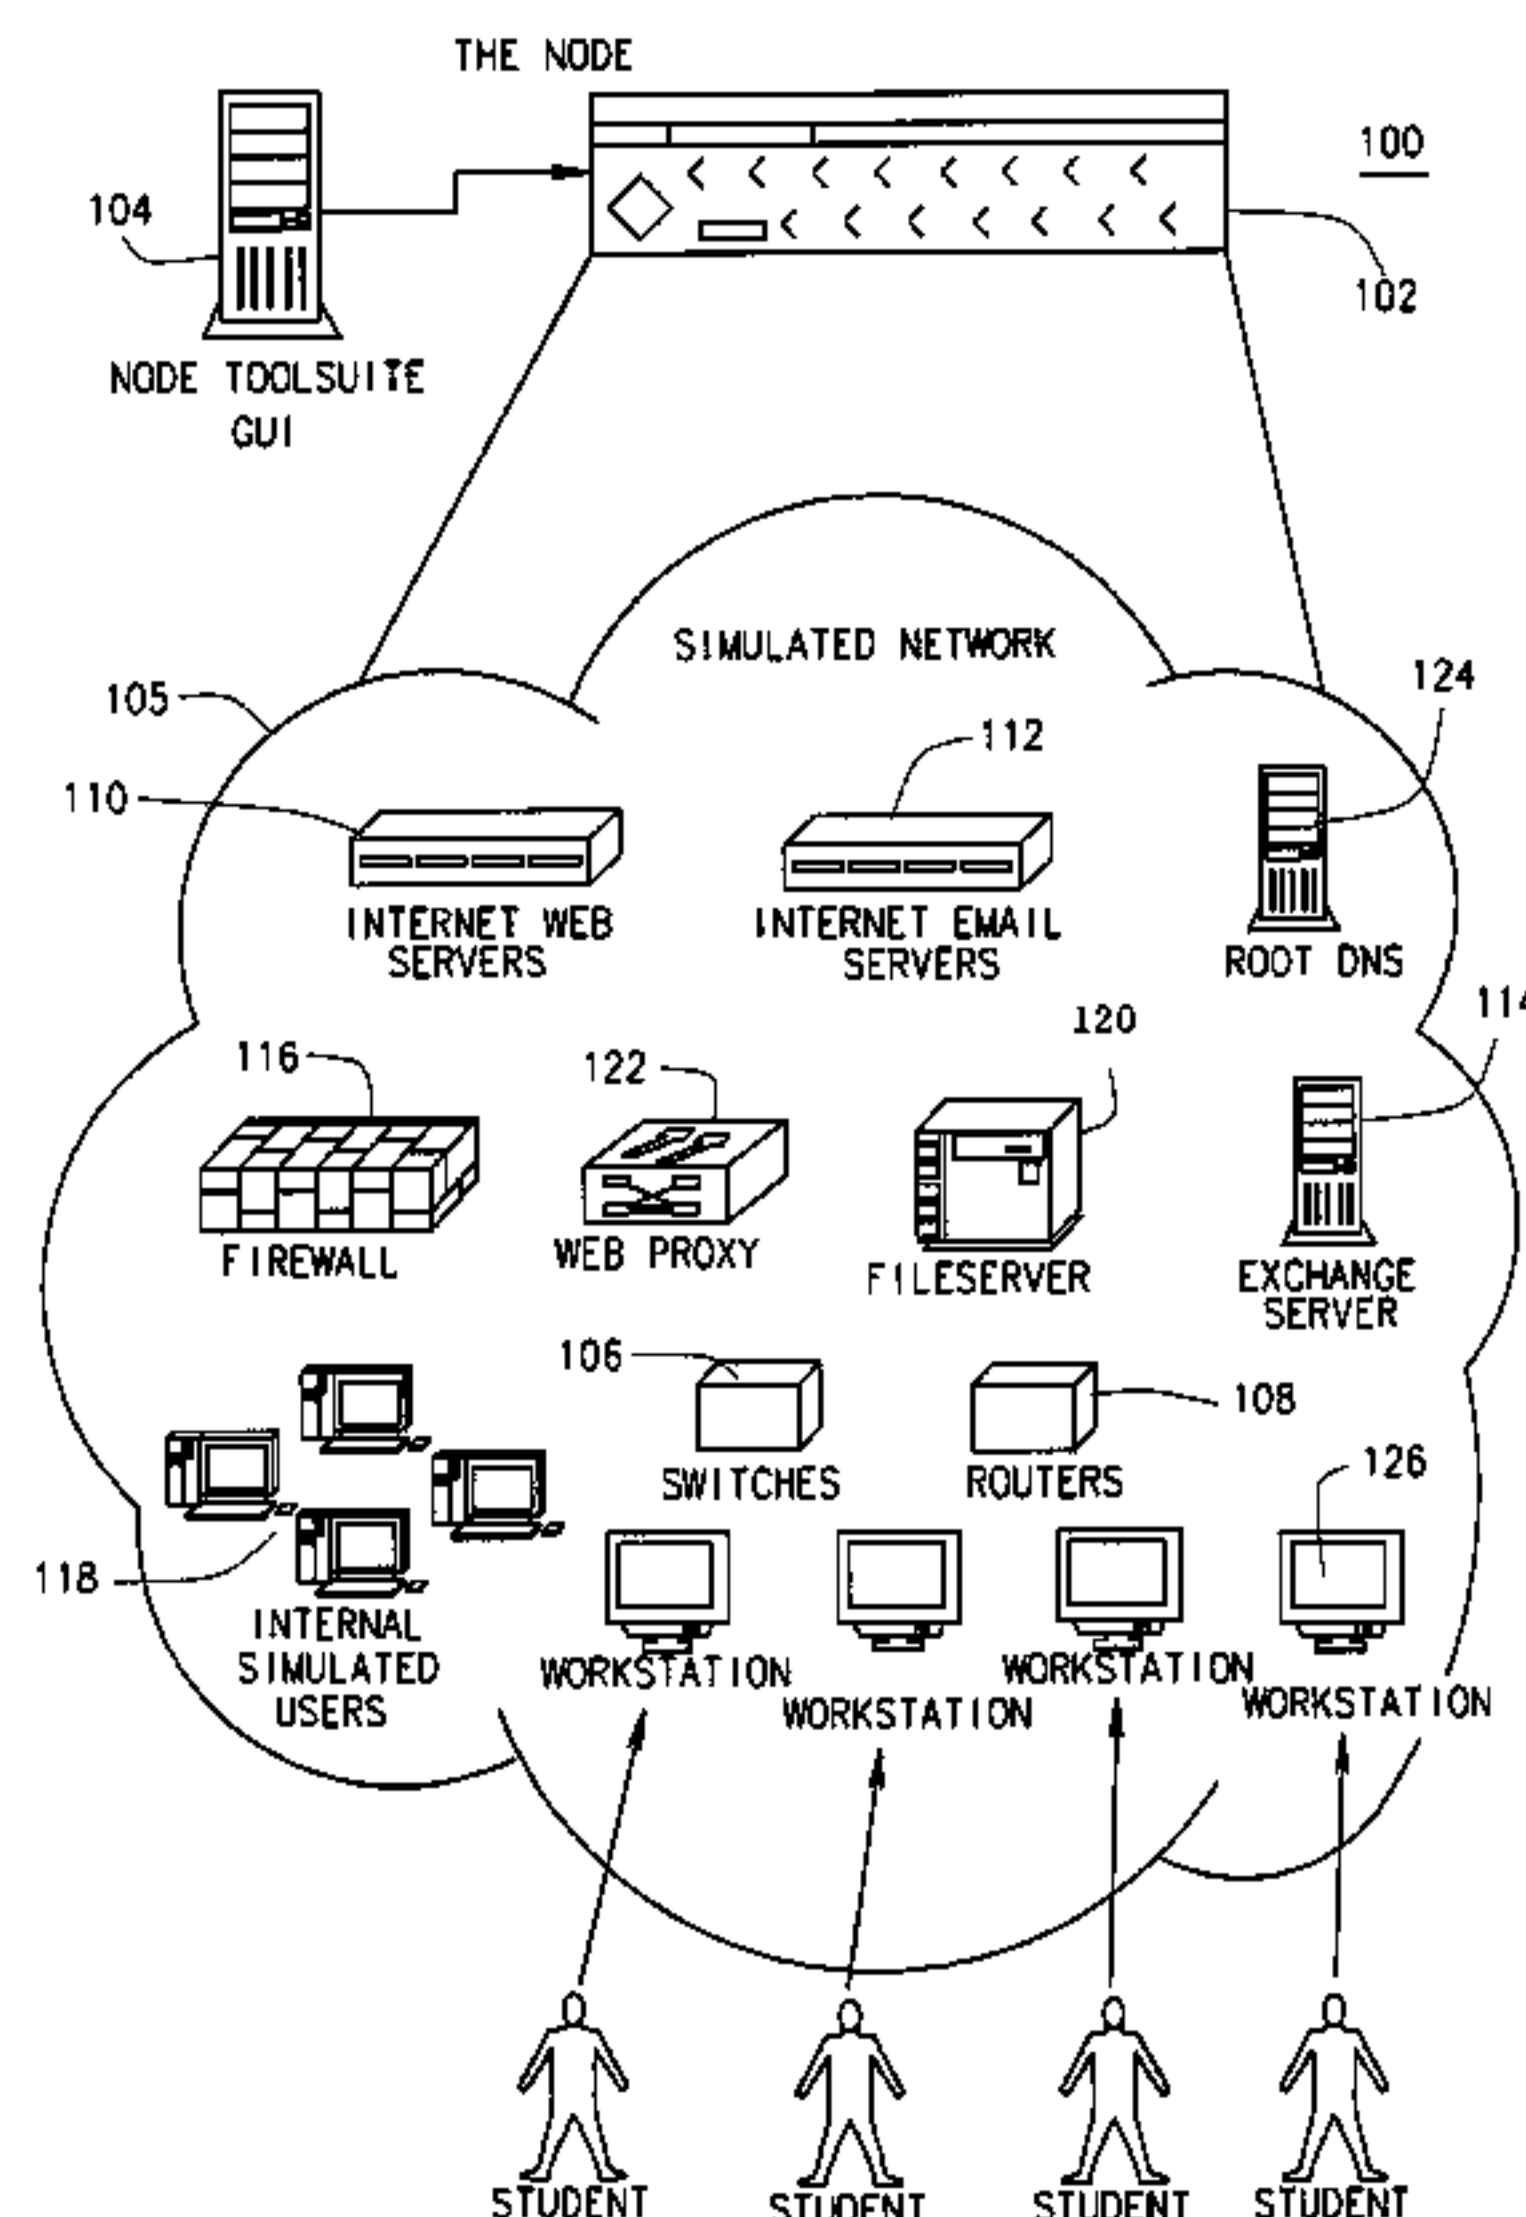 THE NODE
100
104
102
NODE TOOLSUITE
GUI
SIMULATED NETWORK
105
124
112
110
INTERNET WEB
SERVERS
INTERNET EMAIL
SERVERS
ROOT DNS
114
120
116
122
FIREWALL
WEB PROXY
FILESERVER
EXCHANGE
SERVER
106
108
SWITCHES
ROUTERS
126
118
INTERNAL
SIMULATED
USERS
WORKSTATION
WORKSTATION
WORKSTATION
WORKSTATION
STUDENT
STUDENT
STUDENT
STUDENT